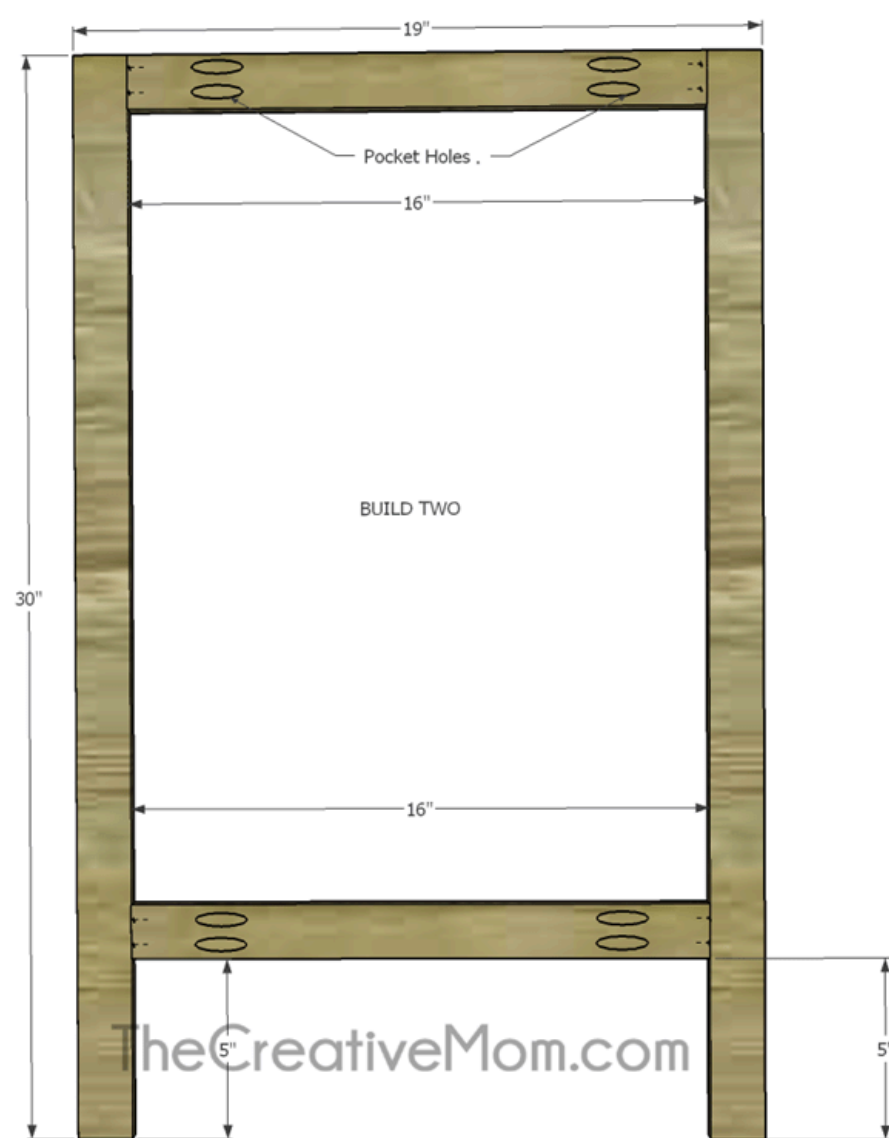 19"
Pocket Holes .
16"
BUILD TWO
30"
16"
5"
TheCreativeMom.com
5"